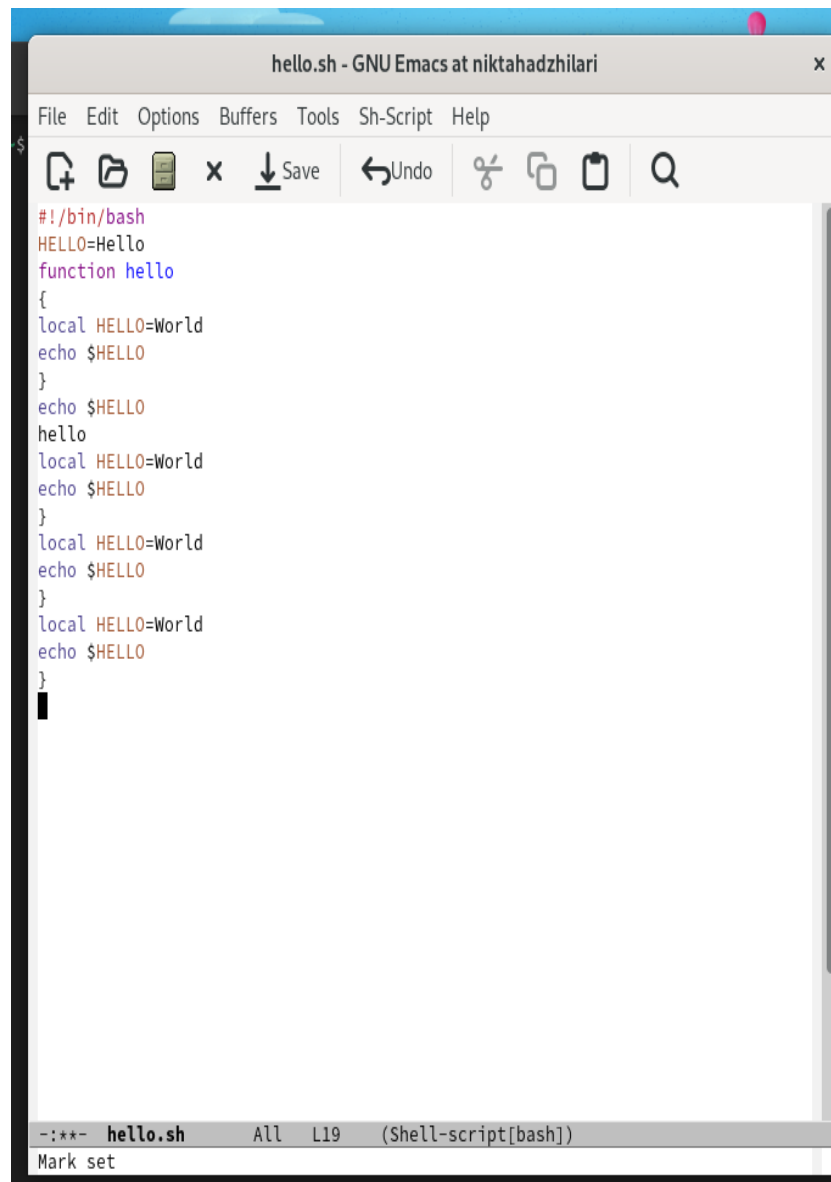 hello.sh - GNU Emacs at niktahadzhilari
File Edit Options Buffers Tools Sh-Script Help
$
Save Undo
#!/bin/bash
HELLO=Hello
function hello
{
local HELLO=World
echo $HELLO
}
echo $HELLO
hello
local HELLO=World
echo $HELLO
}
local HELLO=World
echo $HELLO
}
local HELLO=World
echo $HELLO
}
-:**- hello.sh All L19 (Shell-script[bash])
Mark set